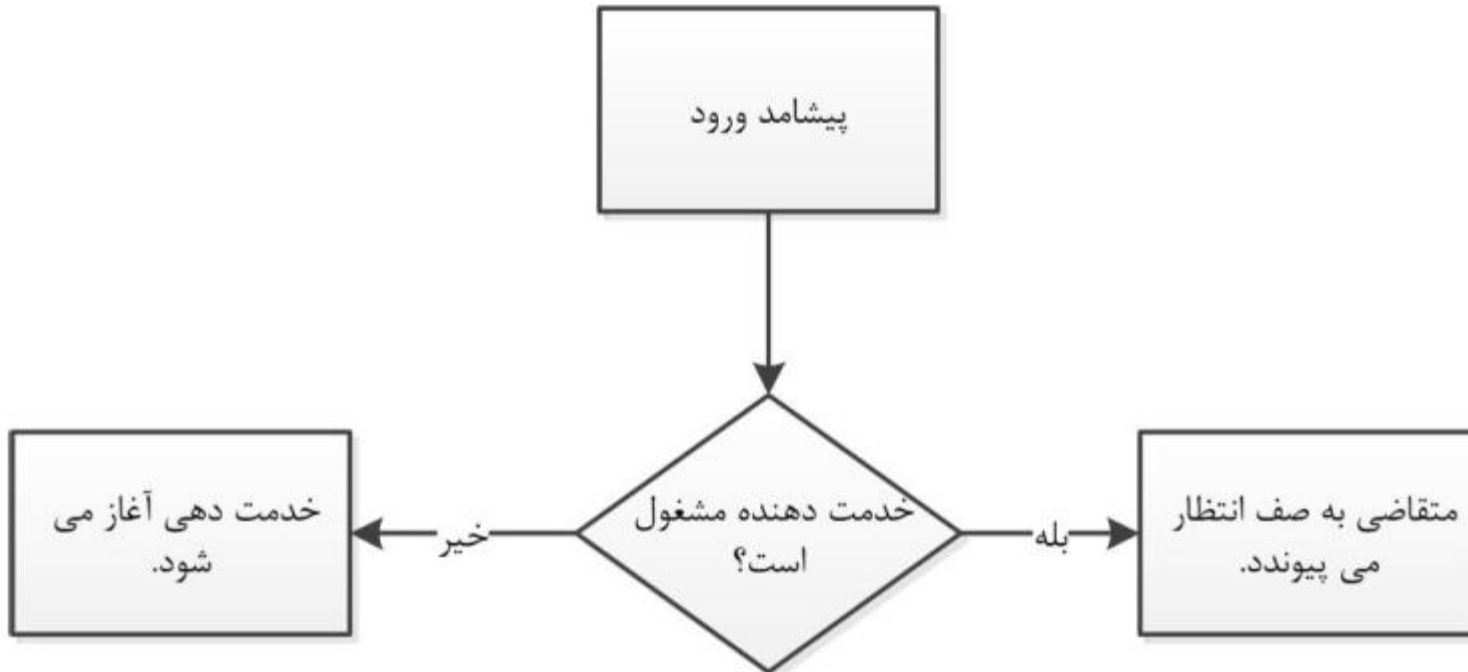 پیشامد ورود
خدمت دهنده مشغول
است؟
بله
متقاضی به صف انتظار
می پیوندد.
خیر
خدمت دهی آغاز می
شود.